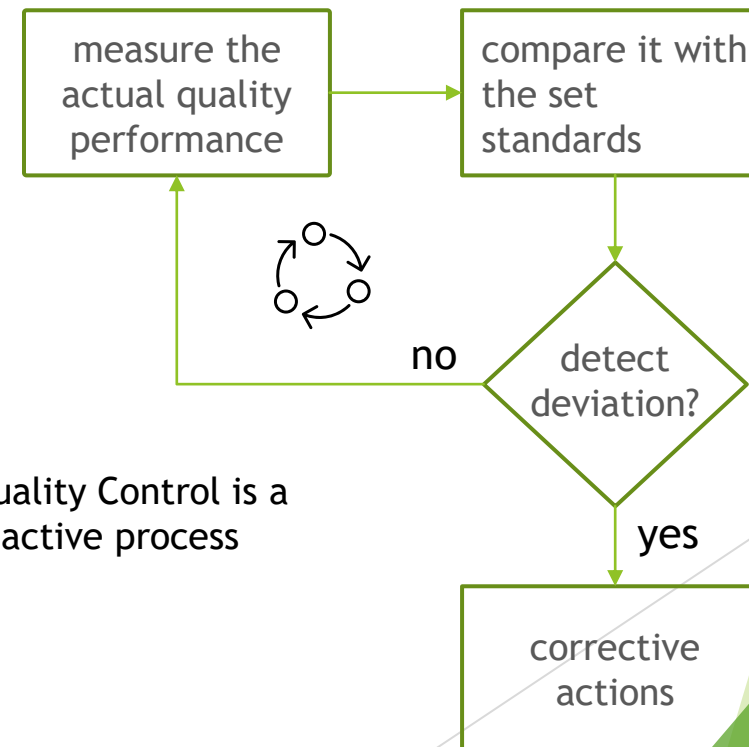 measure the
actual quality
performance
compare it with
the set
standards
no
detect
deviation?
uality Control is a
active process
yes
corrective
actions